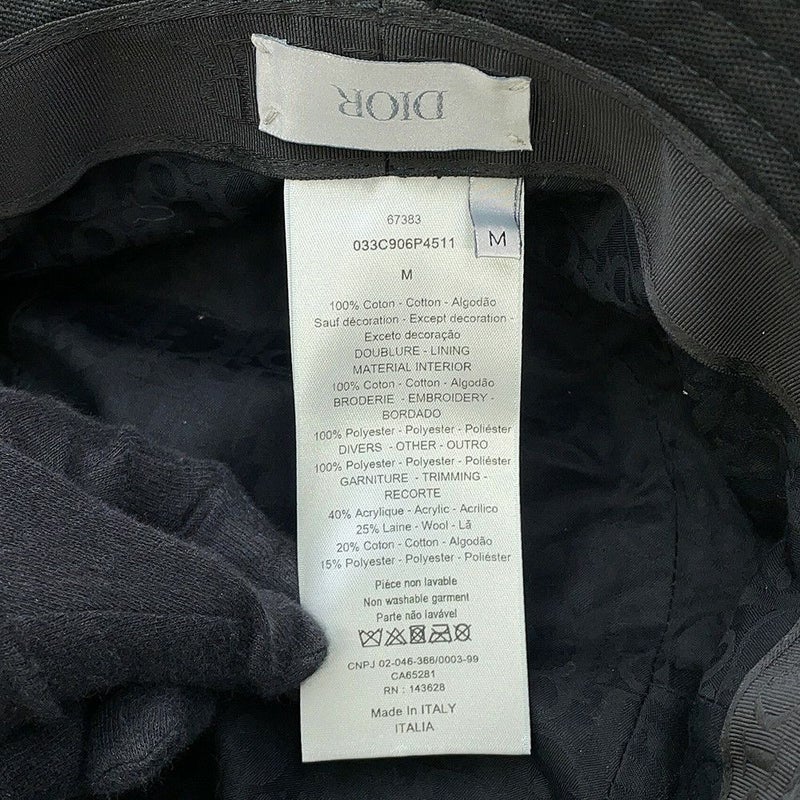 DIOR
67383
033C906P4511
M
M
100% Coton - Cotton - Algodão
Sauf décoration - Except decoration -
Exceto decoração
DOUBLURE - LINING
MATERIAL INTERIOR
100% Coton - Cotton - Algodão
BRODERIE - EMBROIDERY -
BORDADO
100% Polyester - Polyester - Poliéster
DIVERS - OTHER - OUTRO
100% Polyester - Polyester - Poliéster
GARNITURE - TRIMMING -
RECORTE
40% Acrylique - Acrylic - Acrílico
25% Laine - Wool - Lã
20% Coton - Cotton - Algodão
15% Polyester - Polyester - Poliéster
Pièce non lavable
Non washable garment
Parte não lavable
CNPJ 02-046-366/0003-99
CA65281
RN : 143628
Made In ITALY
ITALIA